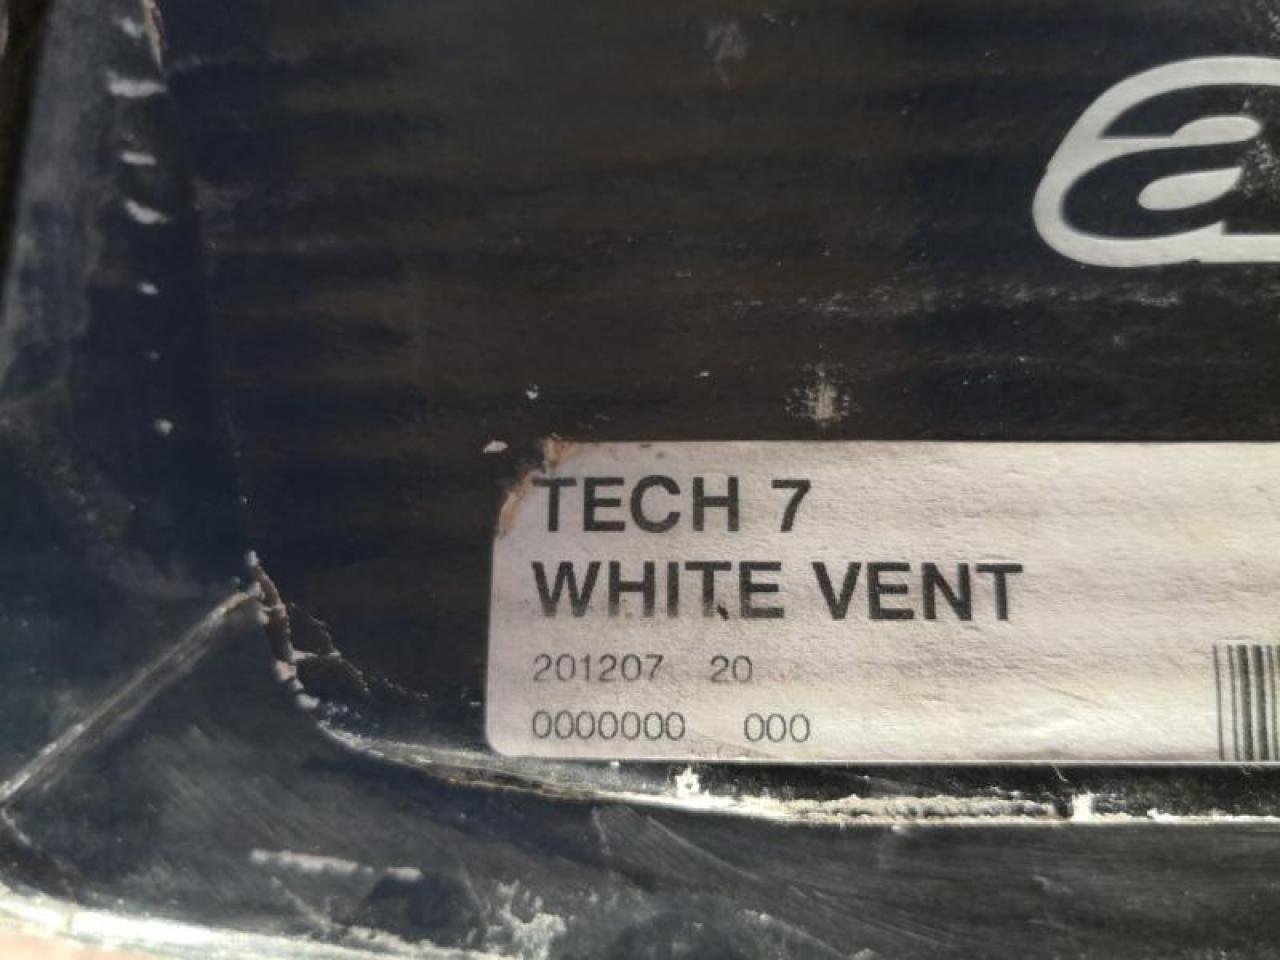 a
TECH 7
WHITE VENT
201207 20
0000000 000